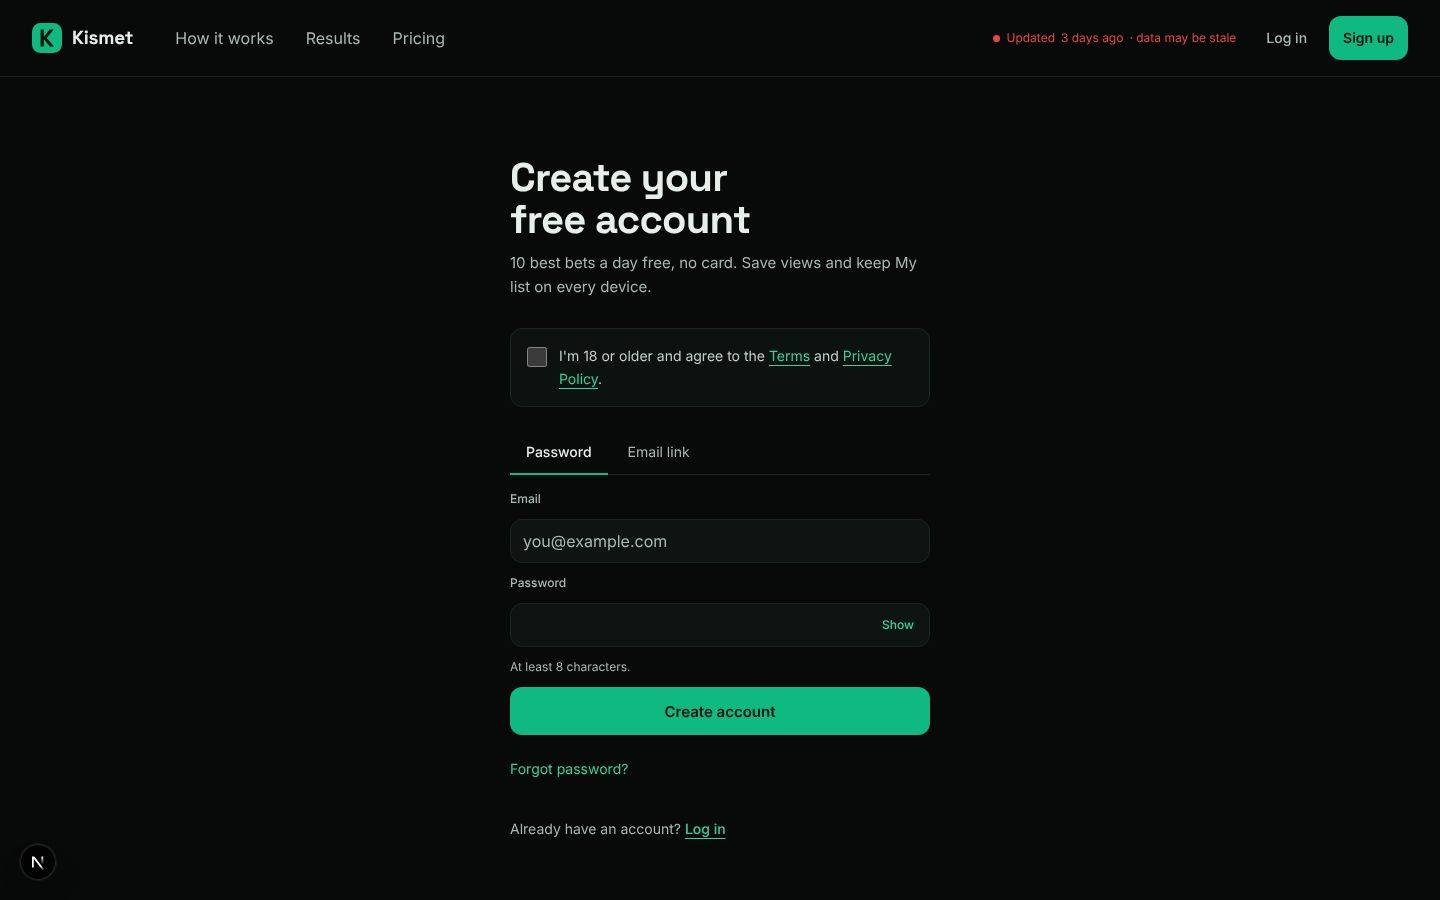 Kismet
How it works
Results
Pricing
Updated 3 days ago · data may be stale
Log in
Sign up
Create your
free account
10 best bets a day free, no card. Save views and keep My
list on every device.
I'm 18 or older and agree to the Terms and Privacy
Policy.
Password
Email link
Email
you@example.com
Password
Show
At least 8 characters.
Create account
Forgot password?
Already have an account? Log in